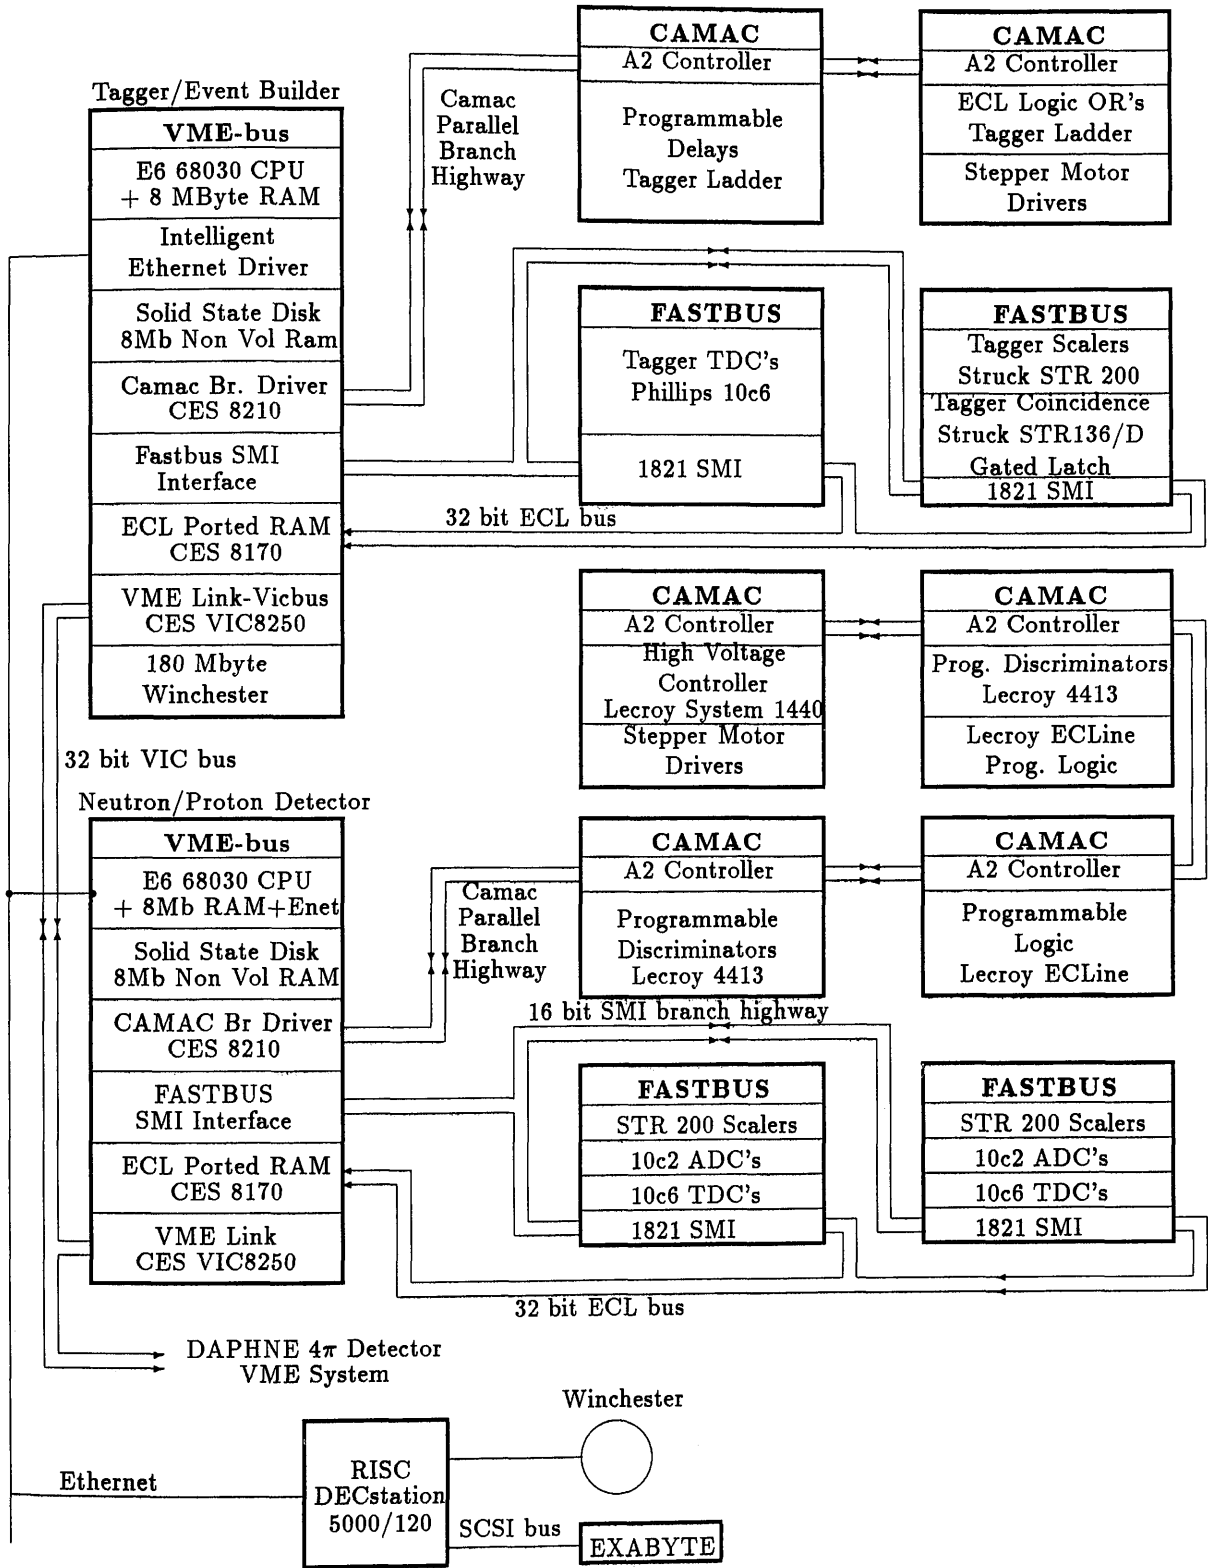 Tagger/Event Builder
VME-bus
E6 68030 CPU
+ 8 MByte RAM
Intelligent
Ethernet Driver
Solid State Disk
8Mb Non Vol Ram
Camac Br. Driver
CES 8210
Fastbus SMI
Interface
ECL Ported RAM
CES 8170
VME Link-Vicbus
CES VIC8250
180 Mbyte
Winchester
Camac
Parallel
Branch
Highway
CAMAC
A2 Controller
Programmable
Delays
Tagger Ladder
CAMAC
A2 Controller
ECL Logic OR's
Tagger Ladder
Stepper Motor
Drivers
FASTBUS
Tagger TDC's
Phillips 10c6
1821 SMI
FASTBUS
Tagger Scalers
Struck STR 200
Tagger Coincidence
Struck STR136/D
Gated Latch
1821 SMI
32 bit ECL bus
CAMAC
A2 Controller
High Voltage
Controller
Lecroy System 1440
Stepper Motor
Drivers
CAMAC
A2 Controller
Prog. Discriminators
Lecroy 4413
Lecroy ECLine
Prog. Logic
32 bit VIC bus
Neutron/Proton Detector
VME-bus
E6 68030 CPU
+ 8Mb RAM+Enet
Solid State Disk
8Mb Non Vol RAM
CAMAC Br Driver
CES 8210
FASTBUS
SMI Interface
ECL Ported RAM
CES 8170
VME Link
CES VIC8250
Camac
Parallel
Branch
Highway
CAMAC
A2 Controller
Programmable
Discriminators
Lecroy 4413
CAMAC
A2 Controller
Programmable
Logic
Lecroy ECLine
16 bit SMI branch highway
FASTBUS
STR 200 Scalers
10c2 ADC's
10c6 TDC's
1821 SMI
FASTBUS
STR 200 Scalers
10c2 ADC's
10c6 TDC's
1821 SMI
32 bit ECL bus
DAPHNE 4π Detector
VME System
Winchester
Ethernet
RISC
DECstation
5000/120
SCSI bus
EXABYTE